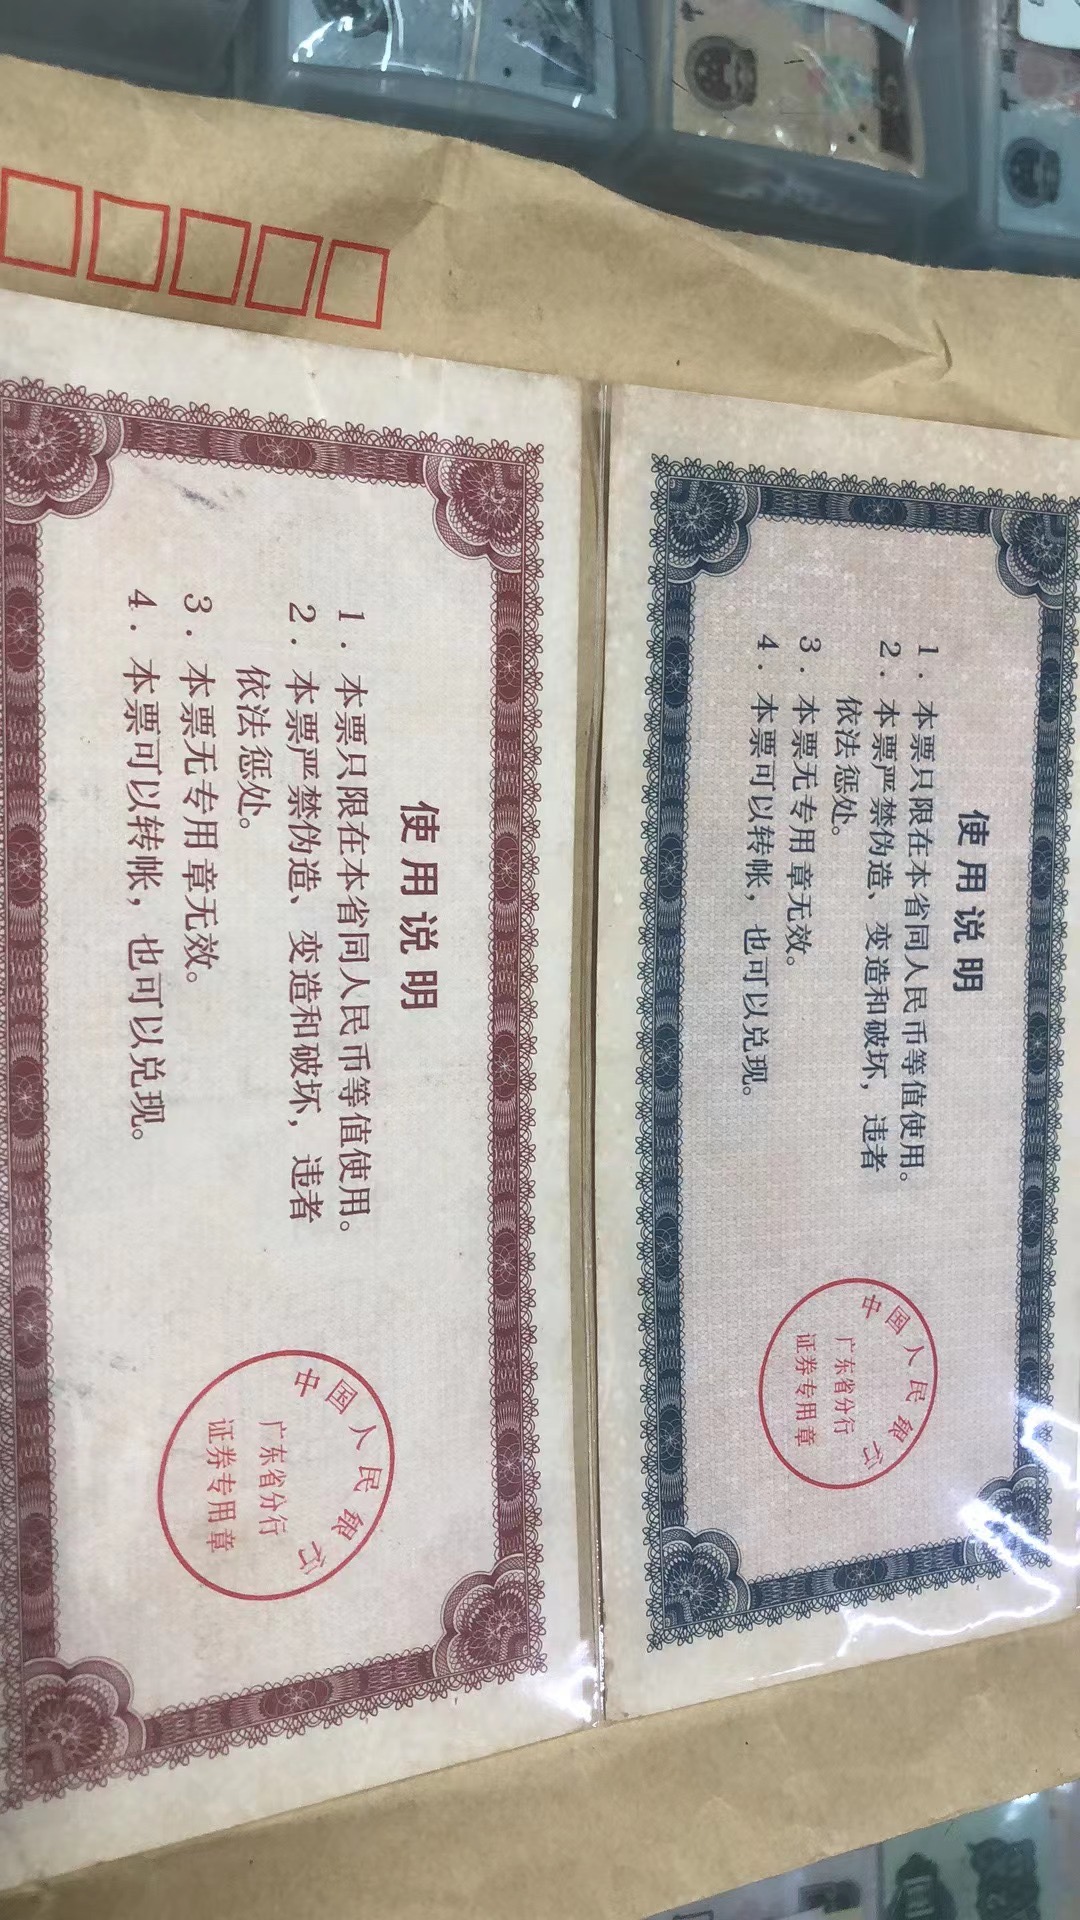 使用说明
1．本票只限在本省同人民币等值使用。
2．本票严禁伪造、变造和破坏，违者
依法惩处。
3．本票无专用章无效。
4．本票可以转帐，也可以兑现。
中国人民银行
广东省分行
证券专用章
使用说明
1．本票只限在本省同人民币等值使用。
2．本票严禁伪造、变造和破坏，违者
依法惩处。
3．本票无专用章无效。
4．本票可以转帐，也可以兑现。
中国人民银行
广东省分行
证券专用章